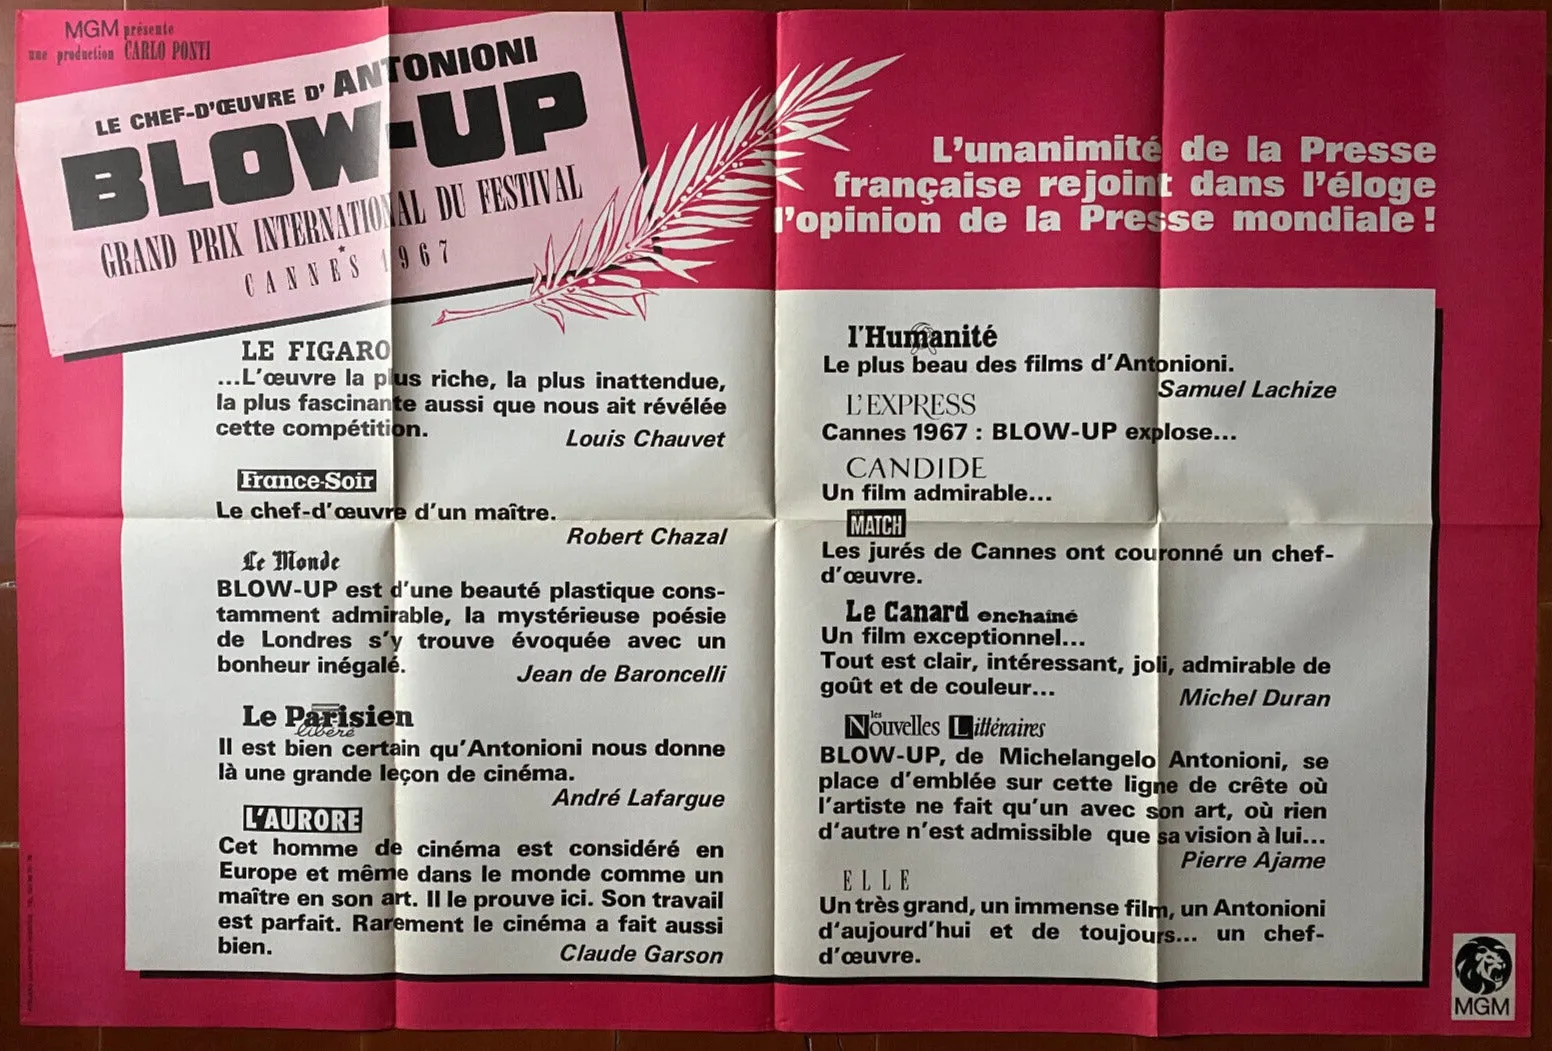 MGM présente
une production CARLO PONTI
LE CHEF-D'ŒUVRE D'ANTONIONI
BLOW-UP
GRAND PRIX INTERNATIONAL DU FESTIVAL
CANNES 1967
L'unanimité de la Presse
française rejoint dans l'éloge
l'opinion de la Presse mondiale !
LE FIGARO
...L'œuvre la plus riche, la plus inattendue,
la plus fascinante aussi que nous ait révélée
cette compétition.
Louis Chauvet
France-Soir
Le chef-d'œuvre d'un maître.
Robert Chazal
Le Monde
BLOW-UP est d'une beauté plastique cons-
tamment admirable, la mystérieuse poésie
de Londres s'y trouve évoquée avec un
bonheur inégalé.
Jean de Baroncelli
Le Parisien
libéré
Il est bien certain qu'Antonioni nous donne
là une grande leçon de cinéma.
André Lafargue
L'AURORE
Cet homme de cinéma est considéré en
Europe et même dans le monde comme un
maître en son art. Il le prouve ici. Son travail
est parfait. Rarement le cinéma a fait aussi
bien.
Claude Garson
l'Humanité
Le plus beau des films d'Antonioni.
Samuel Lachize
L'EXPRESS
Cannes 1967 : BLOW-UP explose...
CANDIDE
Un film admirable...
MATCH
Les jurés de Cannes ont couronné un chef-
d'œuvre.
Le Canard enchaîné
Un film exceptionnel...
Tout est clair, intéressant, joli, admirable de
goût et de couleur...
Michel Duran
les Nouvelles Littéraires
BLOW-UP, de Michelangelo Antonioni, se
place d'emblée sur cette ligne de crête où
l'artiste ne fait qu'un avec son art, où rien
d'autre n'est admissible que sa vision à lui...
Pierre Ajame
ELLE
Un très grand, un immense film, un Antonioni
d'aujourd'hui et de toujours... un chef-
d'œuvre.
MGM